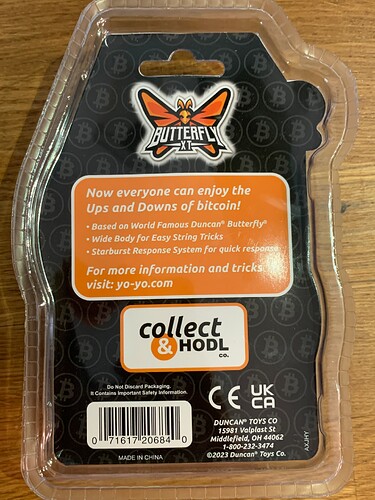 BUTTERFLY
XT
Now everyone can enjoy the
Ups and Downs of bitcoin!
• Based on World Famous Duncan® Butterfly®
• Wide Body for Easy String Tricks
• Starburst Response System for quick response
For more information and tricks
visit: yo-yo.com
collect
& HODL
co.
Do Not Discard Packaging.
It Contains Important Safety Information.
0 71617 20684 0
MADE IN CHINA
CE UK
CA
DUNCAN® TOYS CO
15981 Valplast St
Middlefield, OH 44062
1-800-232-3474
©2023 Duncan® Toys Co.
AXJHY